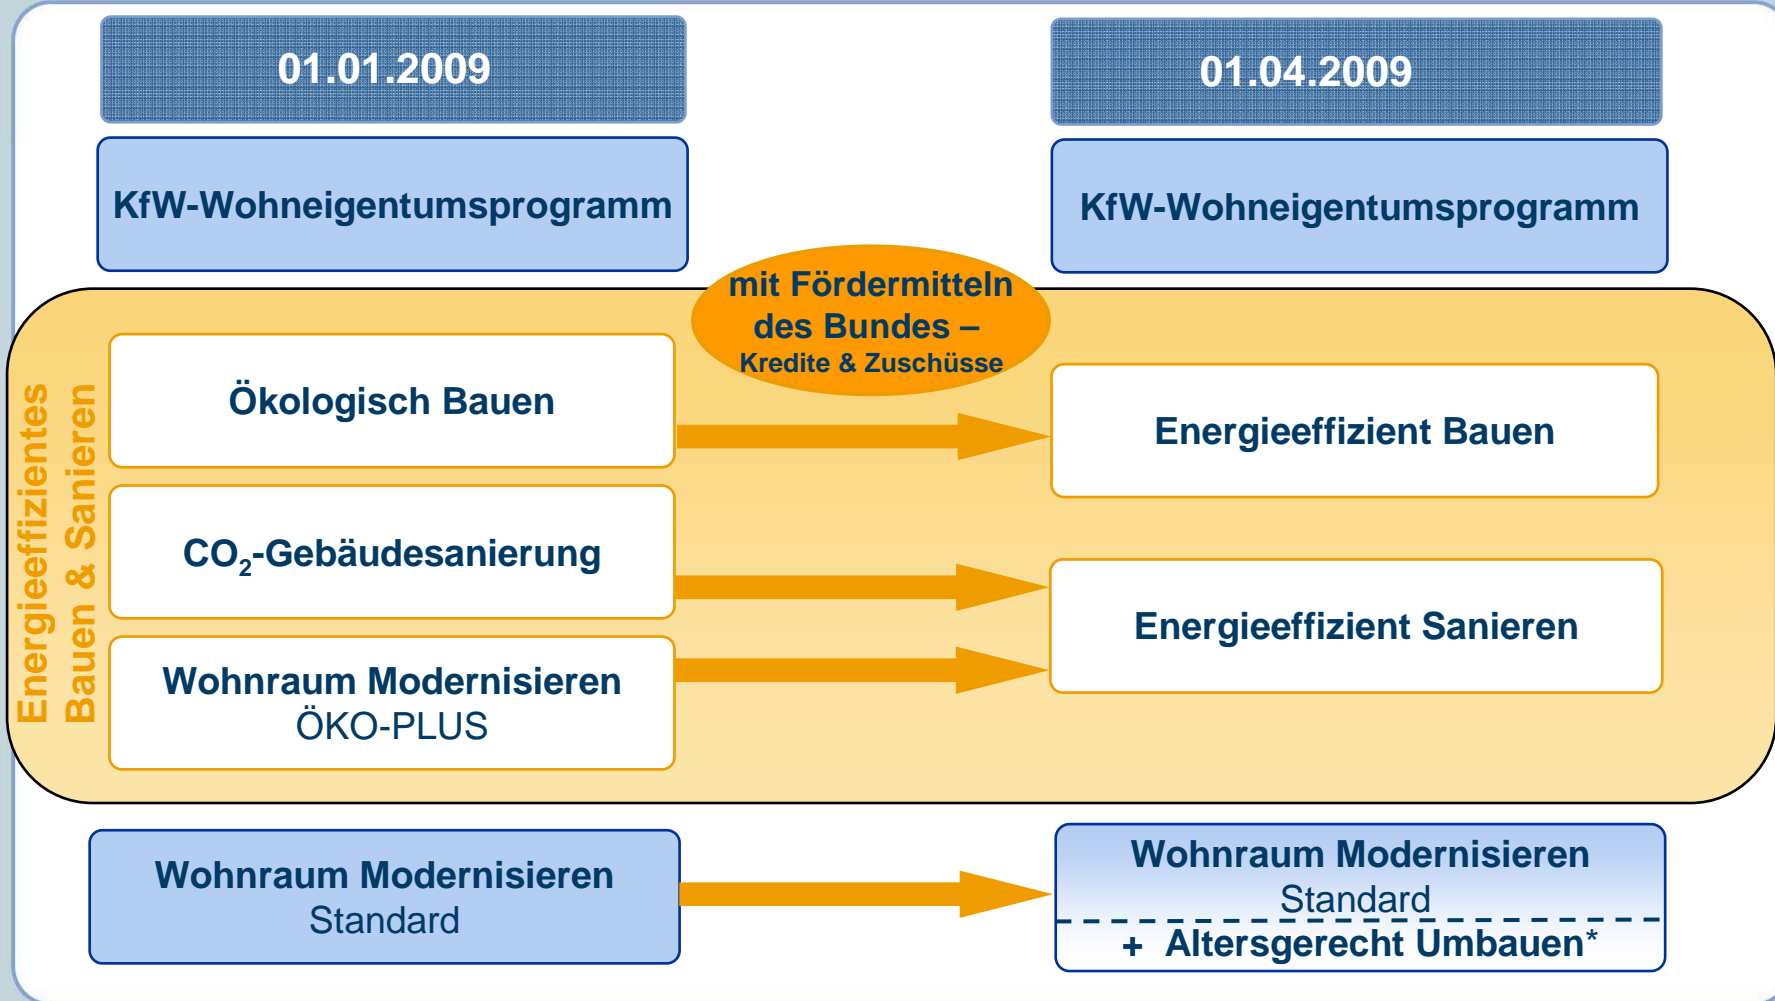 01.01.2009
01.04.2009
KfW-Wohneigentumsprogramm
KfW-Wohneigentumsprogramm
mit Fördermitteln
des Bundes –
Kredite & Zuschüsse
Energieeffizientes
Bauen & Sanieren
Ökologisch Bauen
Energieeffizient Bauen
CO₂-Gebäudesanierung
Energieeffizient Sanieren
Wohnraum Modernisieren
ÖKO-PLUS
Wohnraum Modernisieren
Standard
Wohnraum Modernisieren
Standard
+ Altersgerecht Umbauen*